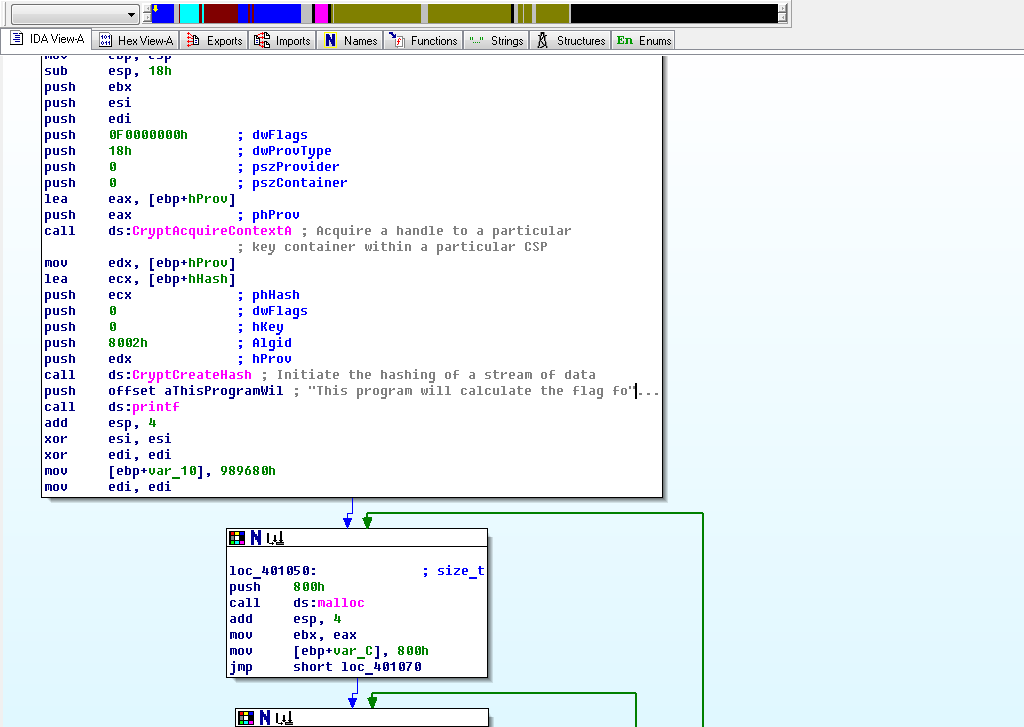 IDA View-A Hex View-A Exports Imports N Names Functions "..." Strings Structures En Enums
mov ebp, esp
sub esp, 18h
push ebx
push esi
push edi
push 0F0000000h ; dwFlags
push 18h ; dwProvType
push 0 ; pszProvider
push 0 ; pszContainer
lea eax, [ebp+hProv]
push eax ; phProv
call ds:CryptAcquireContextA ; Acquire a handle to a particular
; key container within a particular CSP
mov edx, [ebp+hProv]
lea ecx, [ebp+hHash]
push ecx ; phHash
push 0 ; dwFlags
push 0 ; hKey
push 8002h ; Algid
push edx ; hProv
call ds:CryptCreateHash ; Initiate the hashing of a stream of data
push offset aThisProgramWil ; "This program will calculate the flag fo"...
call ds:printf
add esp, 4
xor esi, esi
xor edi, edi
mov [ebp+var_10], 989680h
mov edi, edi
N
loc_401050: ; size_t
push 800h
call ds:malloc
add esp, 4
mov ebx, eax
mov [ebp+var_C], 800h
jmp short loc_401070
N